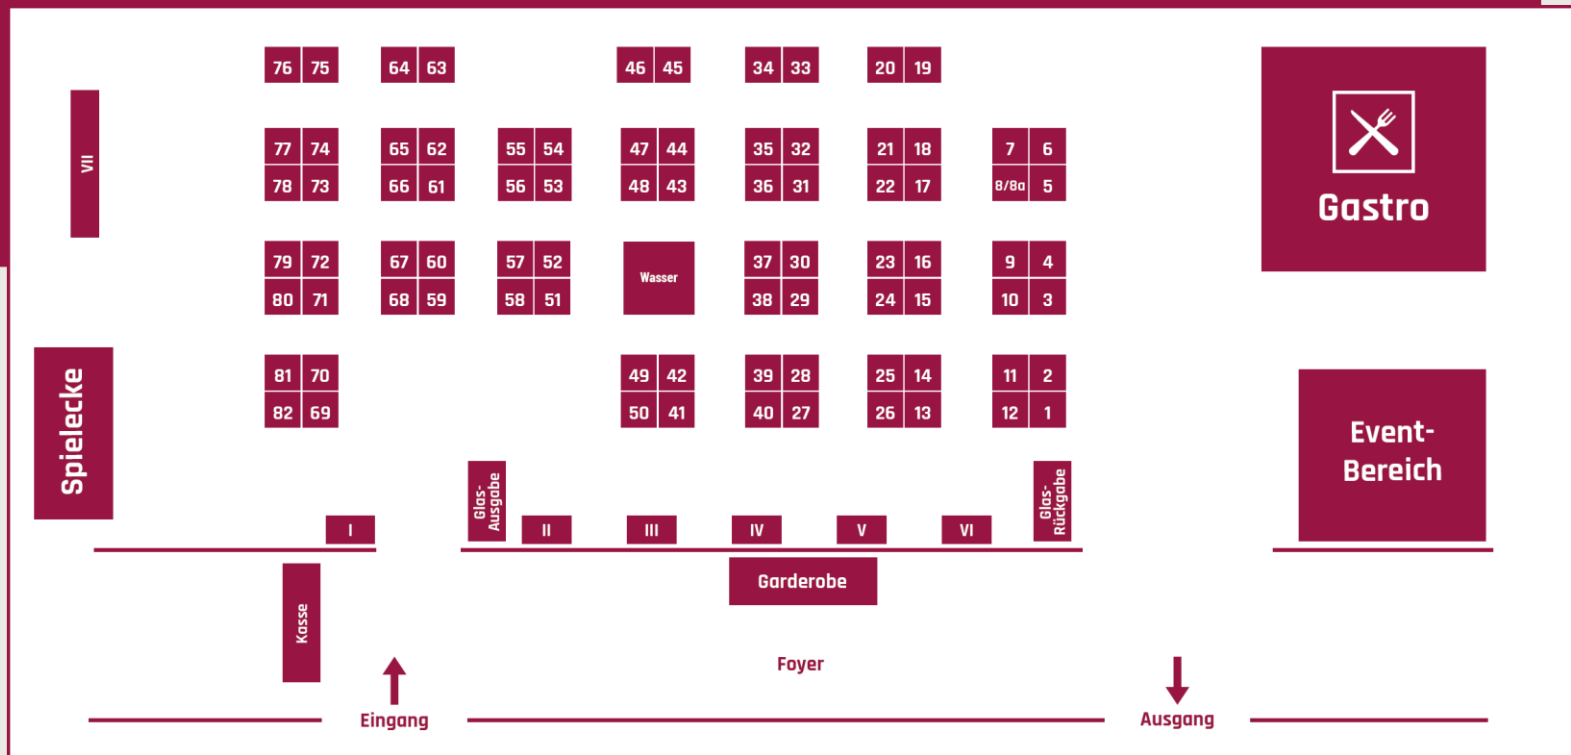 76 75 64 63 46 45 34 33 20 19
VII
77 74 65 62 55 54 47 44 35 32 21 18 7 6
78 73 66 61 56 53 48 43 36 31 22 17 8/8a 5
Gastro
79 72 67 60 57 52 37 30 23 16 9 4
Wasser
80 71 68 59 58 51 38 29 24 15 10 3
81 70 49 42 39 28 25 14 11 2
82 69 50 41 40 27 26 13 12 1
Spielecke
Event-
Bereich
Glas-
Ausgabe
Glas-
Rückgabe
I II III IV V VI
Garderobe
Kasse
Foyer
Eingang
Ausgang